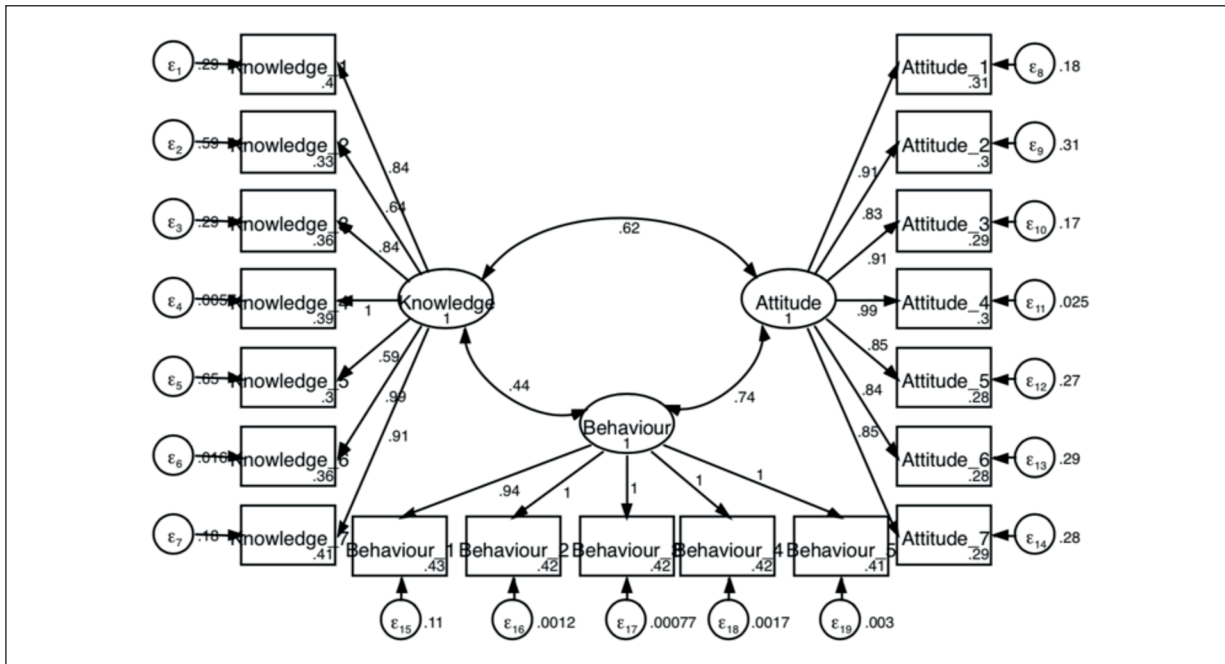 ε1 .29 Knowledge_1 .4
ε2 .59 Knowledge_2 .33
ε3 .29 Knowledge_3 .36
ε4 .005 Knowledge_4 .39
ε5 .65 Knowledge_5 .3
ε6 .016 Knowledge_6 .36
ε7 .18 Knowledge_7 .41
.84
.64
.84
1
.59
.99
.91
Knowledge
1
.62
.44
.74
Attitude
1
Behaviour
1
.91
.83
.91
.99
.85
.84
.85
Attitude_1 .31 ε8 .18
Attitude_2 .3 ε9 .31
Attitude_3 .29 ε10 .17
Attitude_4 .3 ε11 .025
Attitude_5 .28 ε12 .27
Attitude_6 .28 ε13 .29
Attitude_7 .29 ε14 .28
.94
1
1
1
1
Behaviour_1 .43
Behaviour_2 .42
Behaviour_3 .42
Behaviour_4 .42
Behaviour_5 .41
ε15 .11
ε16 .0012
ε17 .00077
ε18 .0017
ε19 .003